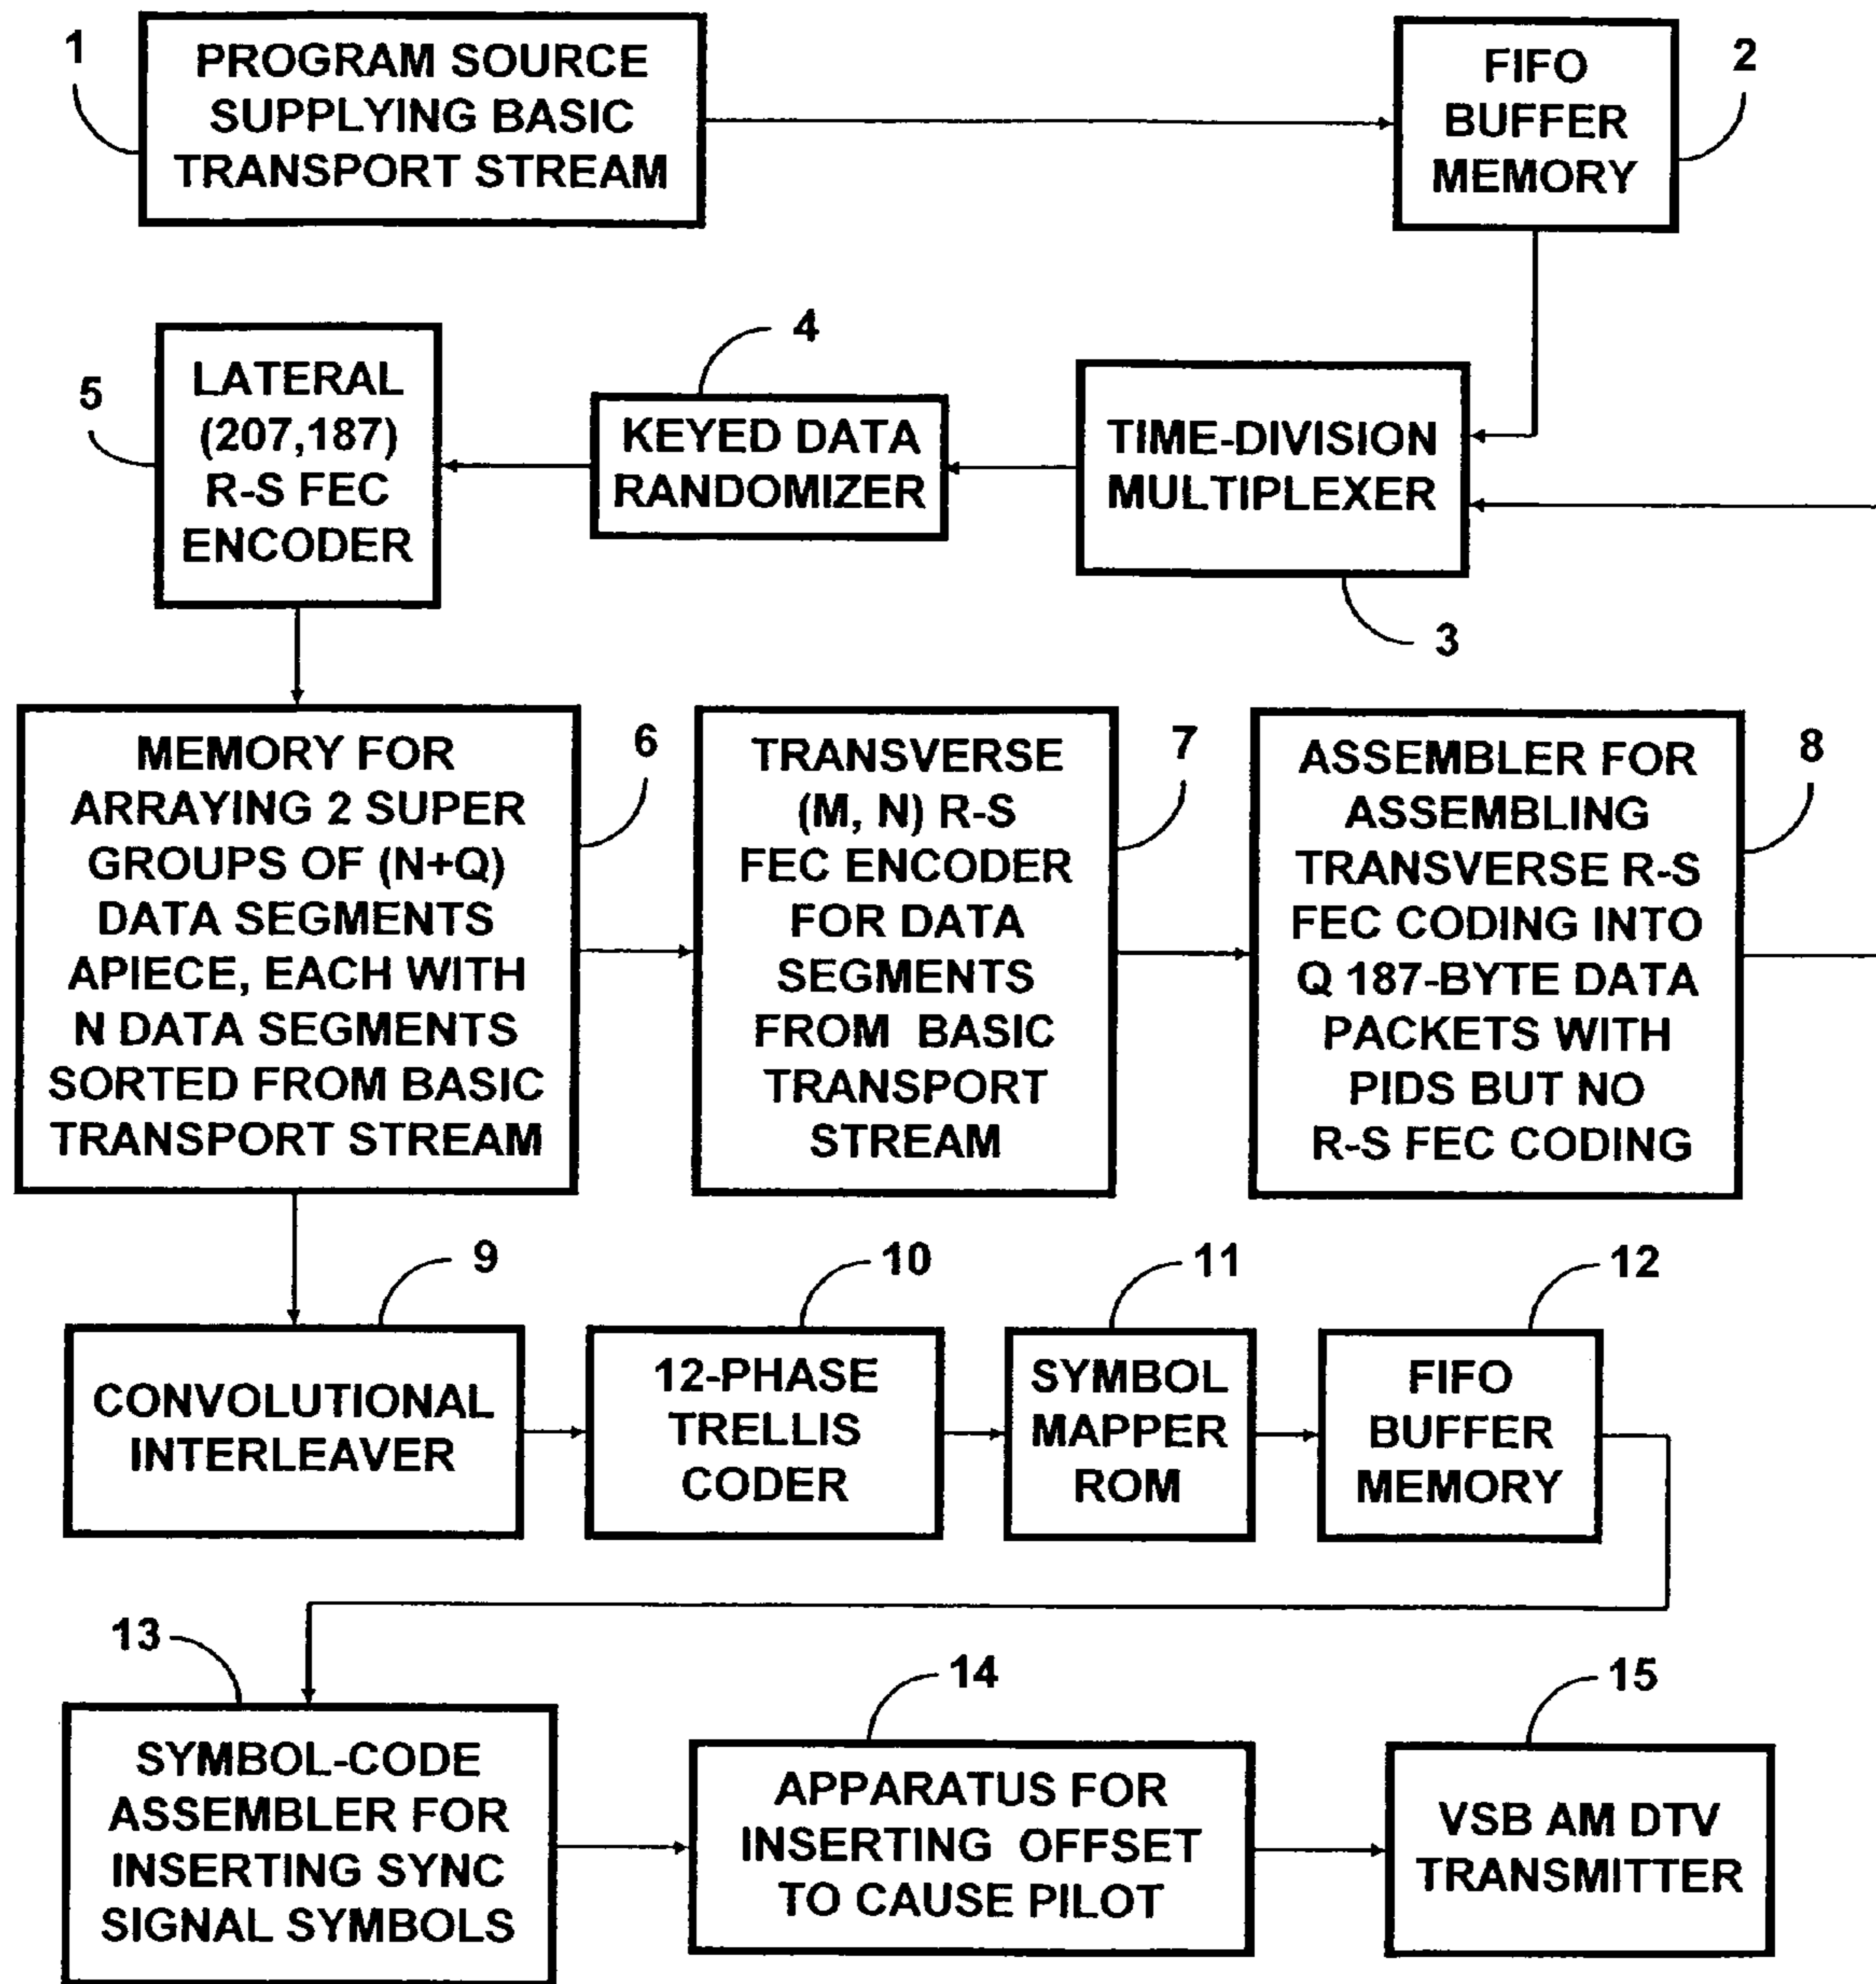 1
PROGRAM SOURCE
SUPPLYING BASIC
TRANSPORT STREAM
FIFO
BUFFER
MEMORY
2
5
LATERAL
(207,187)
R-S FEC
ENCODER
4
KEYED DATA
RANDOMIZER
TIME-DIVISION
MULTIPLEXER
3
MEMORY FOR
ARRAYING 2 SUPER
GROUPS OF (N+Q)
DATA SEGMENTS
APIECE, EACH WITH
N DATA SEGMENTS
SORTED FROM BASIC
TRANSPORT STREAM
6
TRANSVERSE
(M, N) R-S
FEC ENCODER
FOR DATA
SEGMENTS
FROM BASIC
TRANSPORT
STREAM
7
ASSEMBLER FOR
ASSEMBLING
TRANSVERSE R-S
FEC CODING INTO
Q 187-BYTE DATA
PACKETS WITH
PIDS BUT NO
R-S FEC CODING
8
9
CONVOLUTIONAL
INTERLEAVER
10
12-PHASE
TRELLIS
CODER
11
SYMBOL
MAPPER
ROM
12
FIFO
BUFFER
MEMORY
13
SYMBOL-CODE
ASSEMBLER FOR
INSERTING SYNC
SIGNAL SYMBOLS
14
APPARATUS FOR
INSERTING OFFSET
TO CAUSE PILOT
15
VSB AM DTV
TRANSMITTER